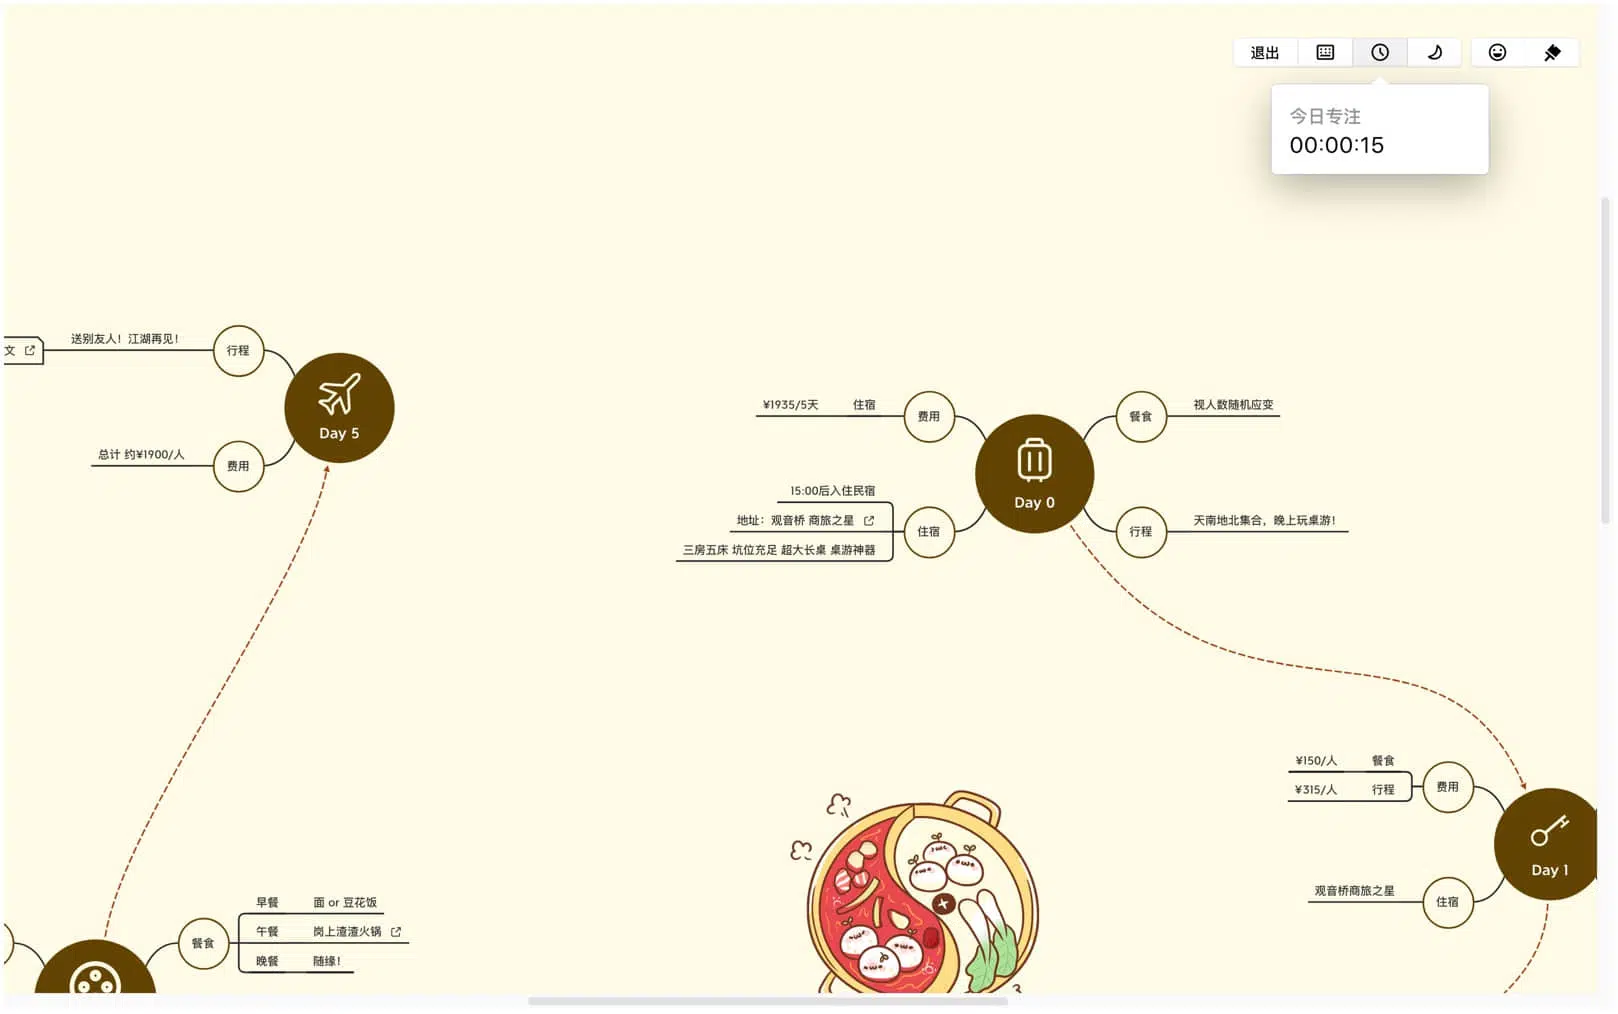 退出
今日专注
00:00:15
文
送别友人！江湖再见！
行程
Day 5
总计 约¥1900/人
费用
¥1935/5天 住宿
费用
餐食
视人数随机应变
Day 0
15:00后入住民宿
地址：观音桥 商旅之星
三房五床 坑位充足 超大长桌 桌游神器
住宿
行程
天南地北集合，晚上玩桌游！
¥150/人 餐食
¥315/人 行程
费用
Day 1
观音桥商旅之星
住宿
餐食
早餐 面 or 豆花饭
午餐 岗上渣渣火锅
晚餐 随缘！